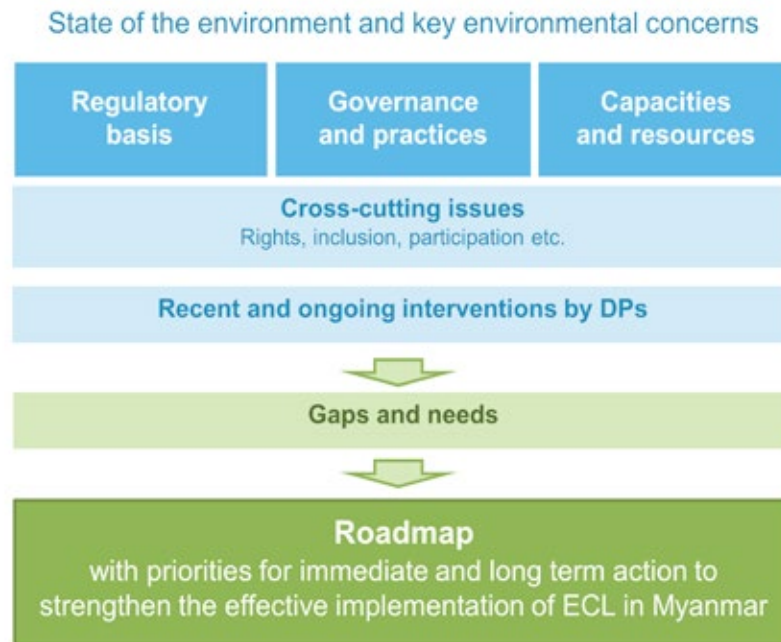 State of the environment and key environmental concerns
Regulatory
basis
Governance
and practices
Capacities
and resources
Cross-cutting issues
Rights, inclusion, participation etc.
Recent and ongoing interventions by DPs
Gaps and needs
Roadmap
with priorities for immediate and long term action to
strengthen the effective implementation of ECL in Myanmar